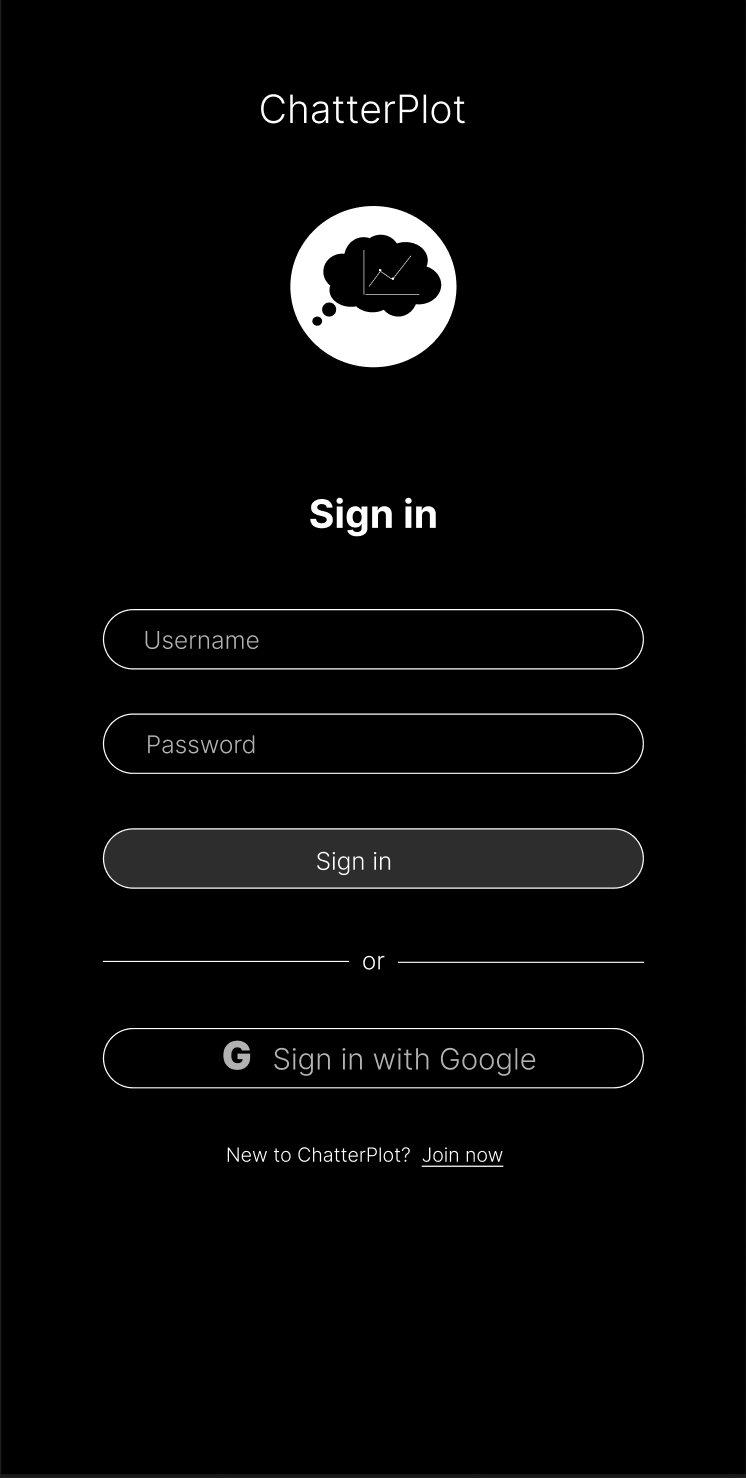 ChatterPlot
Sign in
Username
Password
Sign in
or
G Sign in with Google
New to ChatterPlot? Join now